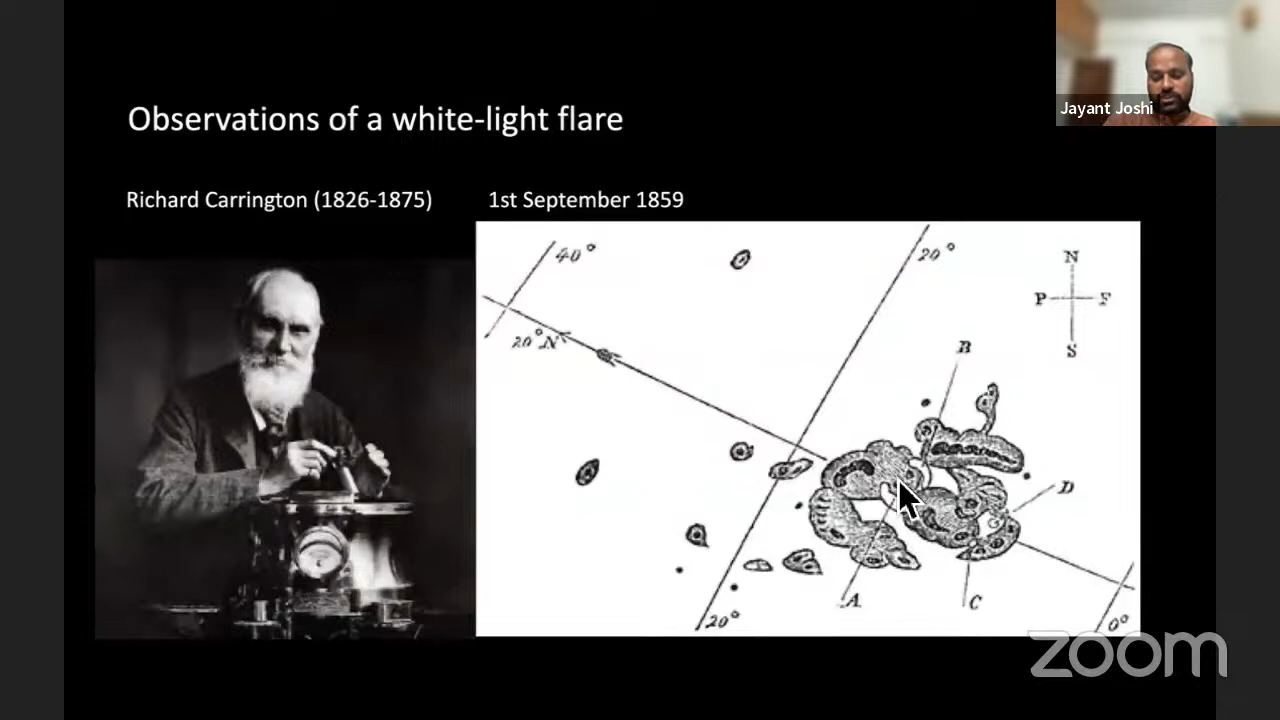 Jayant Joshi
Observations of a white-light flare
Richard Carrington (1826-1875)
1st September 1859
40°
20°
N
P F
S
20°N
B
D
A
C
20°
0°
zoom